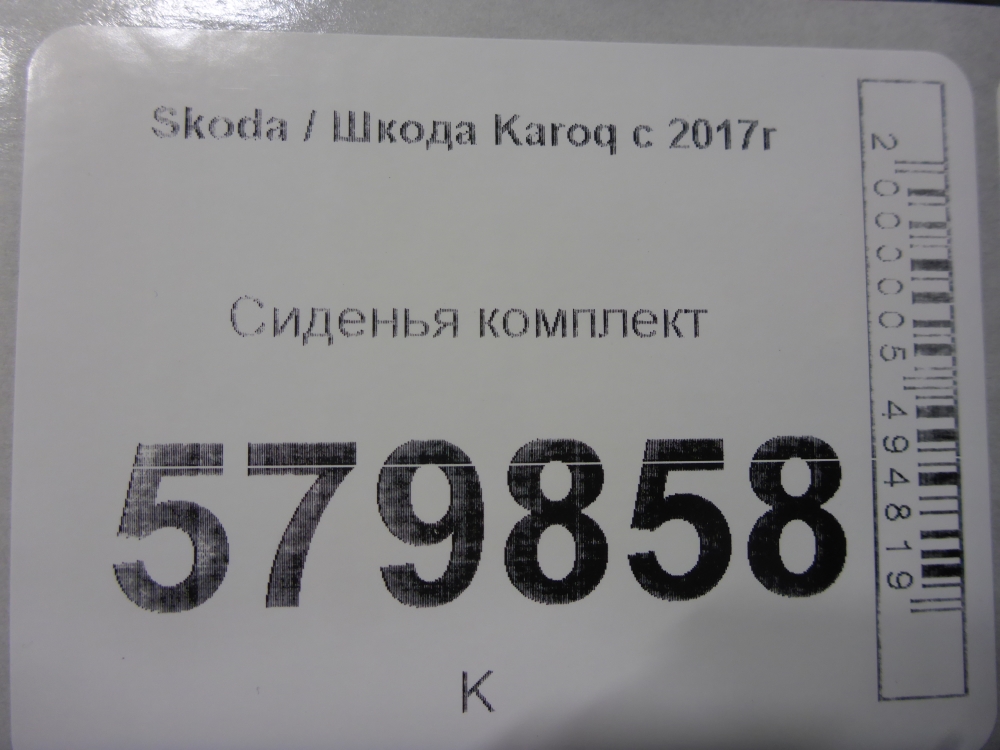 Skoda / Шкода Karoq с 2017г
Сиденья комплект
579858
К
2000005494819